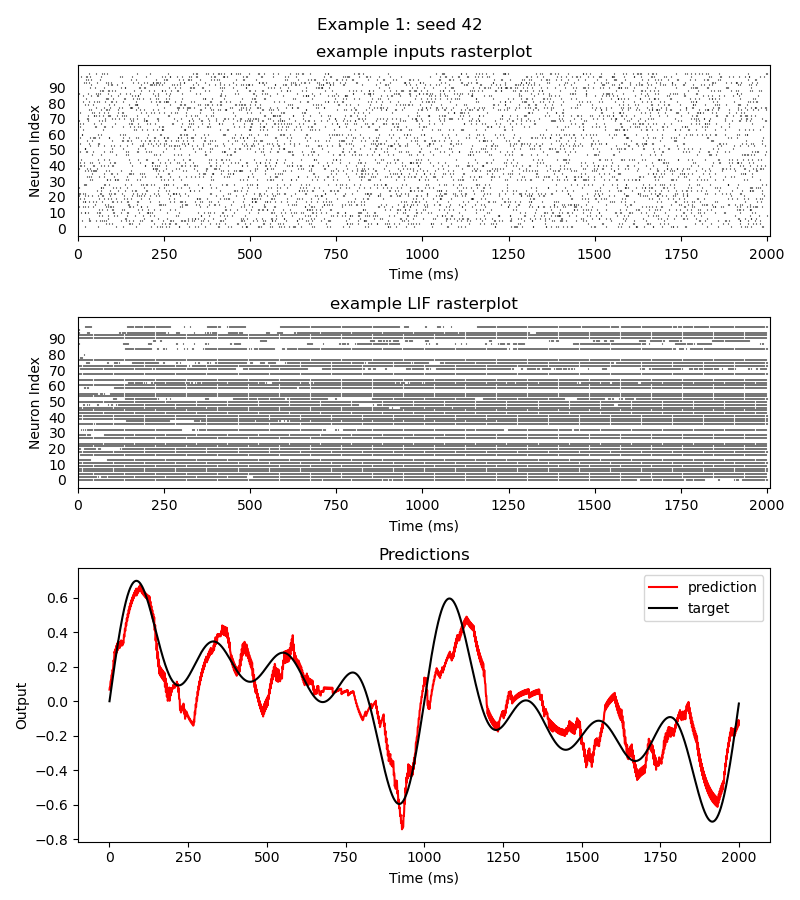 Example 1: seed 42
example inputs rasterplot
Neuron Index
90
80
70
60
50
40
30
20
10
0
0 250 500 750 1000 1250 1500 1750 2000
Time (ms)
example LIF rasterplot
Neuron Index
90
80
70
60
50
40
30
20
10
0
0 250 500 750 1000 1250 1500 1750 2000
Time (ms)
Predictions
Output
0.6
0.4
0.2
0.0
−0.2
−0.4
−0.6
−0.8
prediction
target
0 250 500 750 1000 1250 1500 1750 2000
Time (ms)